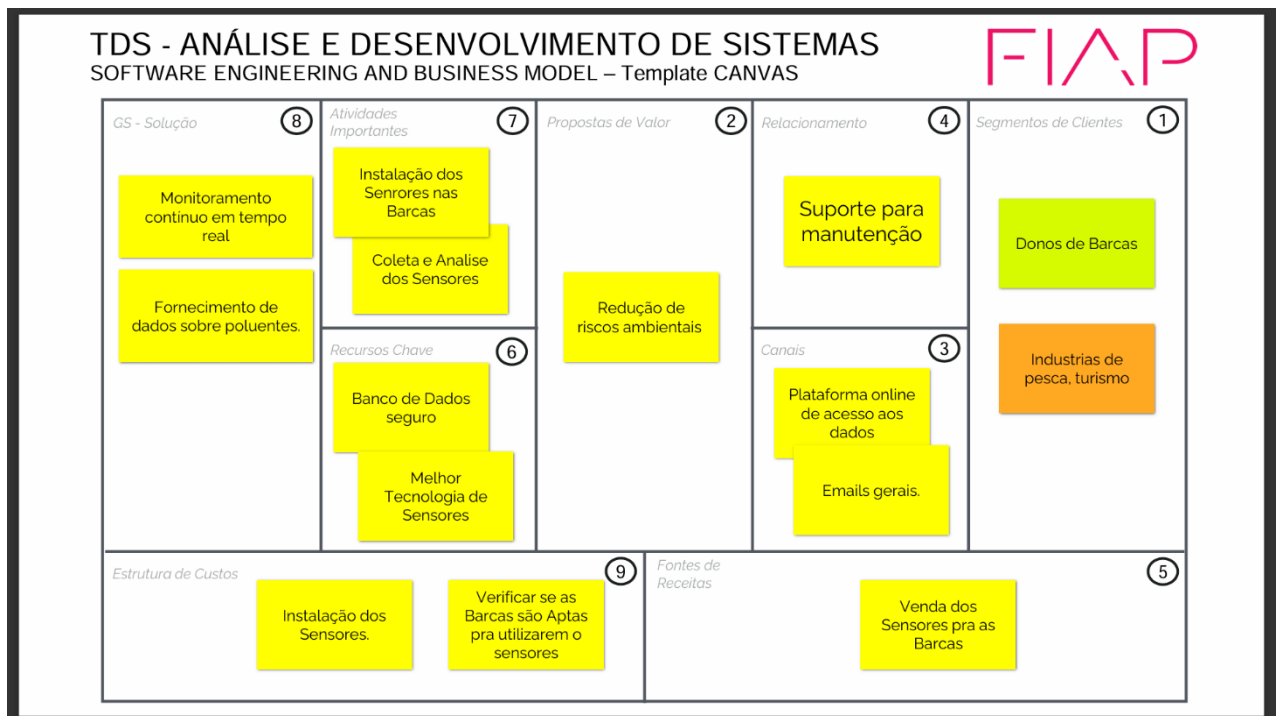 TDS - ANÁLISE E DESENVOLVIMENTO DE SISTEMAS
SOFTWARE ENGINEERING AND BUSINESS MODEL – Template CANVAS
FIAP
GS - Solução
8
Monitoramento
contínuo em tempo
real
Fornecimento de
dados sobre poluentes.
Atividades
Importantes
7
Instalação dos
Senrores nas
Barcas
Coleta e Analise
dos Sensores
Recursos Chave
6
Banco de Dados
seguro
Melhor
Tecnologia de
Sensores
Propostas de Valor
2
Redução de
riscos ambientais
Relacionamento
4
Suporte para
manutenção
Canais
3
Plataforma online
de acesso aos
dados
Emails gerais.
Segmentos de Clientes
1
Donos de Barcas
Industrias de
pesca, turismo
Estrutura de Custos
9
Instalação dos
Sensores.
Verificar se as
Barcas são Aptas
pra utilizarem o
sensores
Fontes de
Receitas
5
Venda dos
Sensores pra as
Barcas